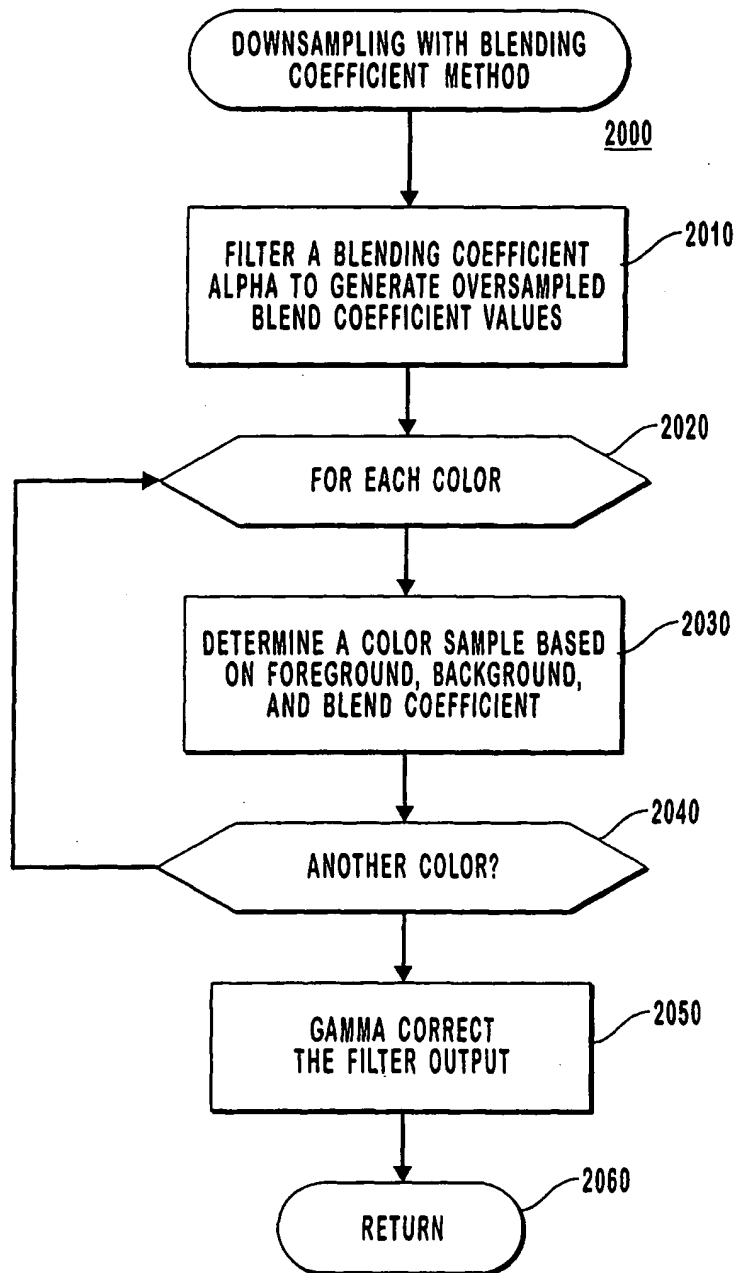 DOWNSAMPLING WITH BLENDING
COEFFICIENT METHOD
2000
2010
FILTER A BLENDING COEFFICIENT
ALPHA TO GENERATE OVERSAMPLED
BLEND COEFFICIENT VALUES
2020
FOR EACH COLOR
2030
DETERMINE A COLOR SAMPLE BASED
ON FOREGROUND, BACKGROUND,
AND BLEND COEFFICIENT
2040
ANOTHER COLOR?
2050
GAMMA CORRECT
THE FILTER OUTPUT
2060
RETURN